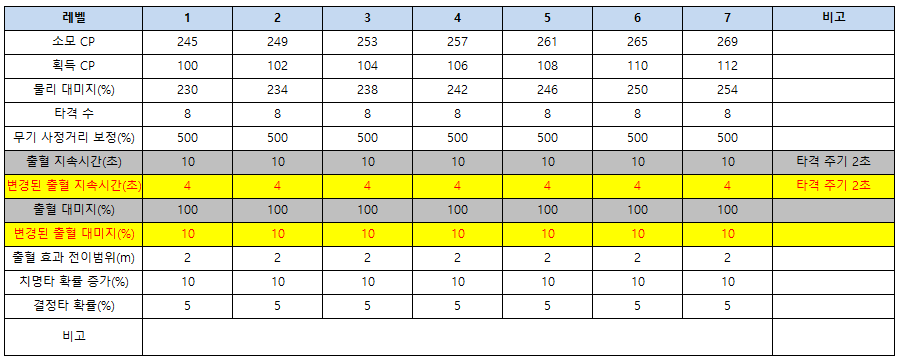 레벨 1 2 3 4 5 6 7 비고
소모 CP 245 249 253 257 261 265 269
획득 CP 100 102 104 106 108 110 112
물리 대미지(%) 230 234 238 242 246 250 254
타격 수 8 8 8 8 8 8 8
무기 사정거리 보정(%) 500 500 500 500 500 500 500
출혈 지속시간(초) 10 10 10 10 10 10 10 타격 주기 2초
변경된 출혈 지속시간(초) 4 4 4 4 4 4 4 타격 주기 2초
출혈 대미지(%) 100 100 100 100 100 100 100
변경된 출혈 대미지(%) 10 10 10 10 10 10 10
출혈 효과 전이범위(m) 2 2 2 2 2 2 2
치명타 확률 증가(%) 10 10 10 10 10 10 10
결정타 확률(%) 5 5 5 5 5 5 5
비고